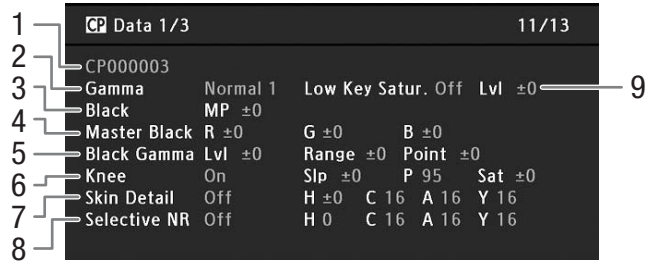 CP Data 1/3 11/13
1 CP000003
2 Gamma Normal 1 Low Key Satur. Off Lvl ±0 9
3 Black MP ±0
4 Master Black R ±0 G ±0 B ±0
5 Black Gamma Lvl ±0 Range ±0 Point ±0
6 Knee On Slp ±0 P 95 Sat ±0
7 Skin Detail Off H ±0 C 16 A 16 Y 16
8 Selective NR Off H 0 C 16 A 16 Y 16